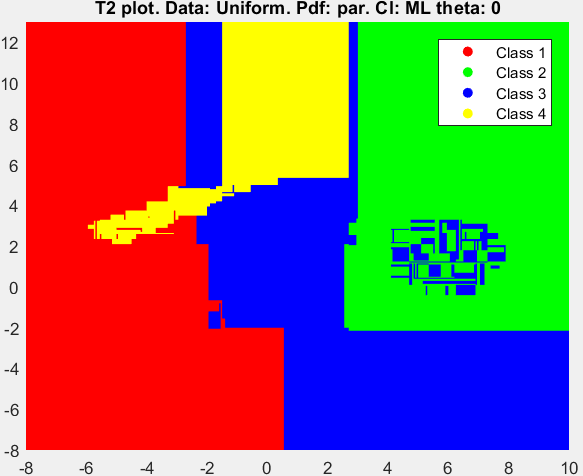 T2 plot. Data: Uniform. Pdf: par. Cl: ML theta: 0
12
10
8
6
4
2
0
-2
-4
-6
-8
Class 1
Class 2
Class 3
Class 4
-8 -6 -4 -2 0 2 4 6 8 10